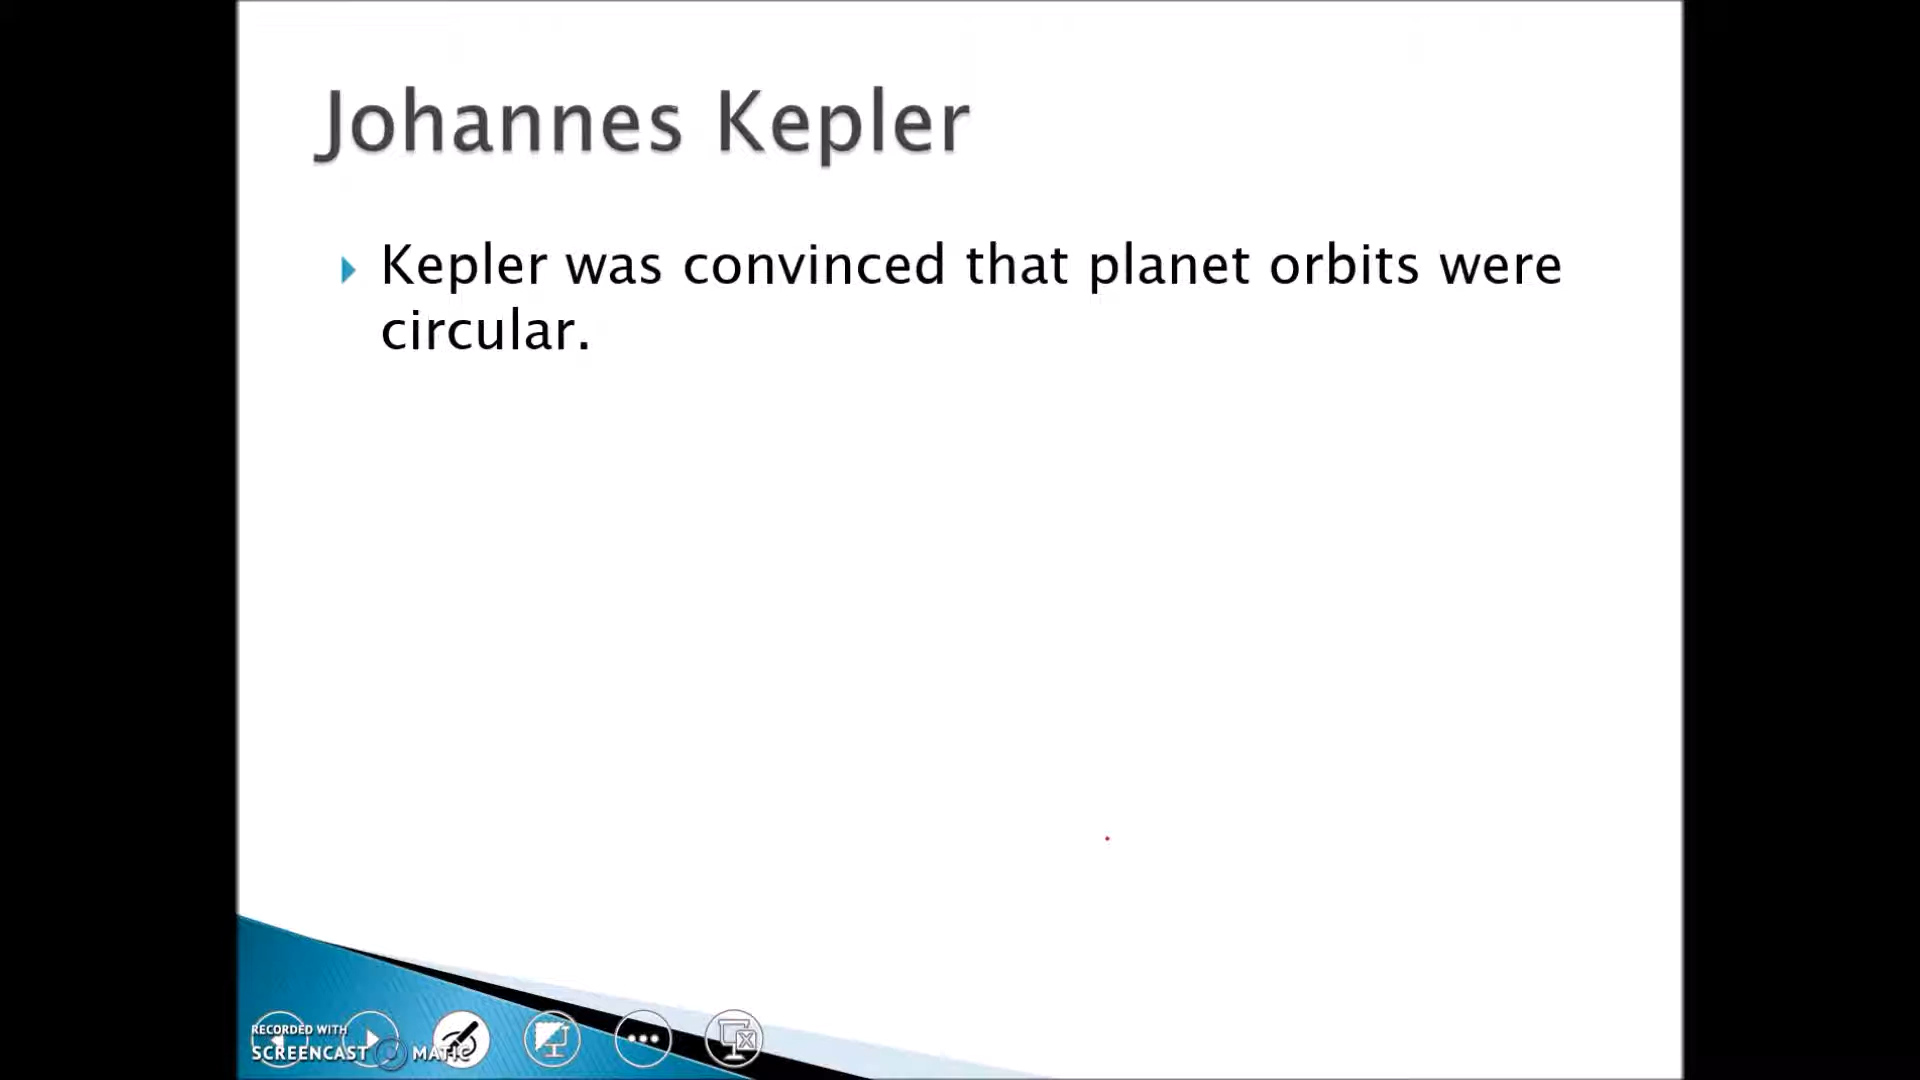 Johannes Kepler
Kepler was convinced that planet orbits were
circular.
RECORDED WITH
SCREENCAST MATIC